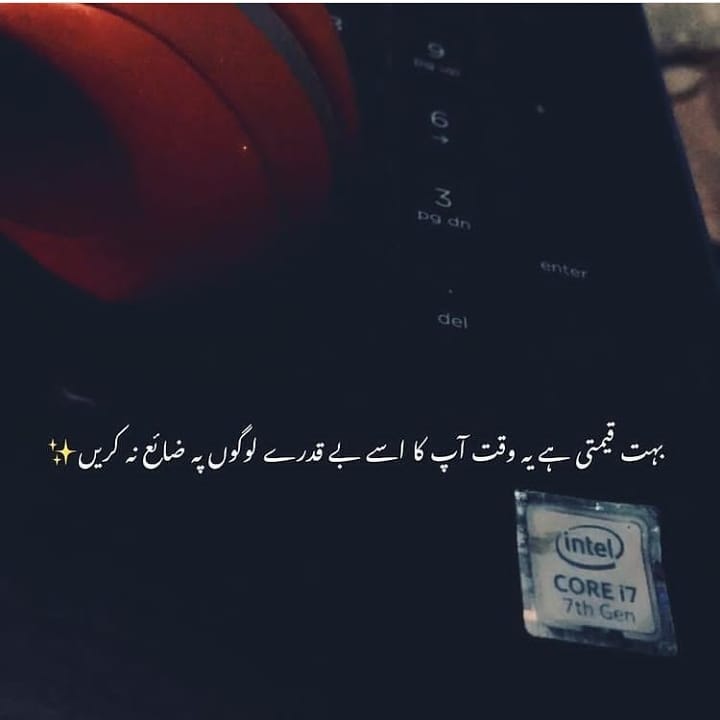 9
pg up
6
→
3
pg dn
enter
.
del
بہت قیمتی ہے یہ وقت آپ کا اسے بے قدرے لوگوں پہ ضائع نہ کریں✨
intel
CORE i7
7th Gen